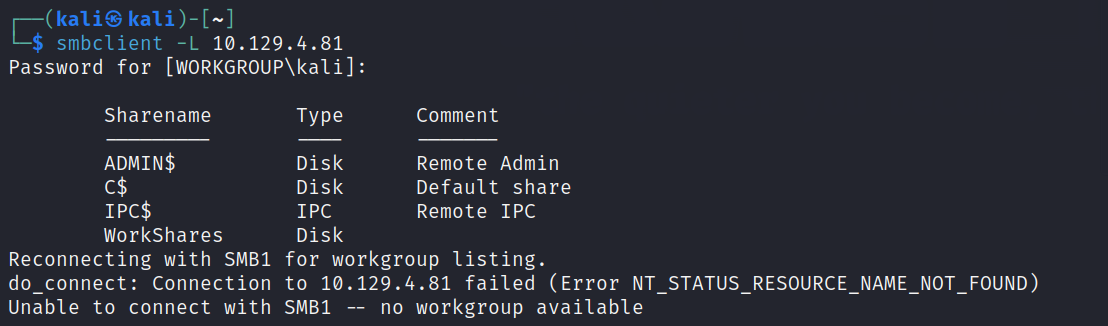 ┌──(kali㉿kali)-[~]
└─$ smbclient -L 10.129.4.81
Password for [WORKGROUP\kali]:
Sharename Type Comment
--------- ---- -------
ADMIN$ Disk Remote Admin
C$ Disk Default share
IPC$ IPC Remote IPC
WorkShares Disk
Reconnecting with SMB1 for workgroup listing.
do_connect: Connection to 10.129.4.81 failed (Error NT_STATUS_RESOURCE_NAME_NOT_FOUND)
Unable to connect with SMB1 -- no workgroup available